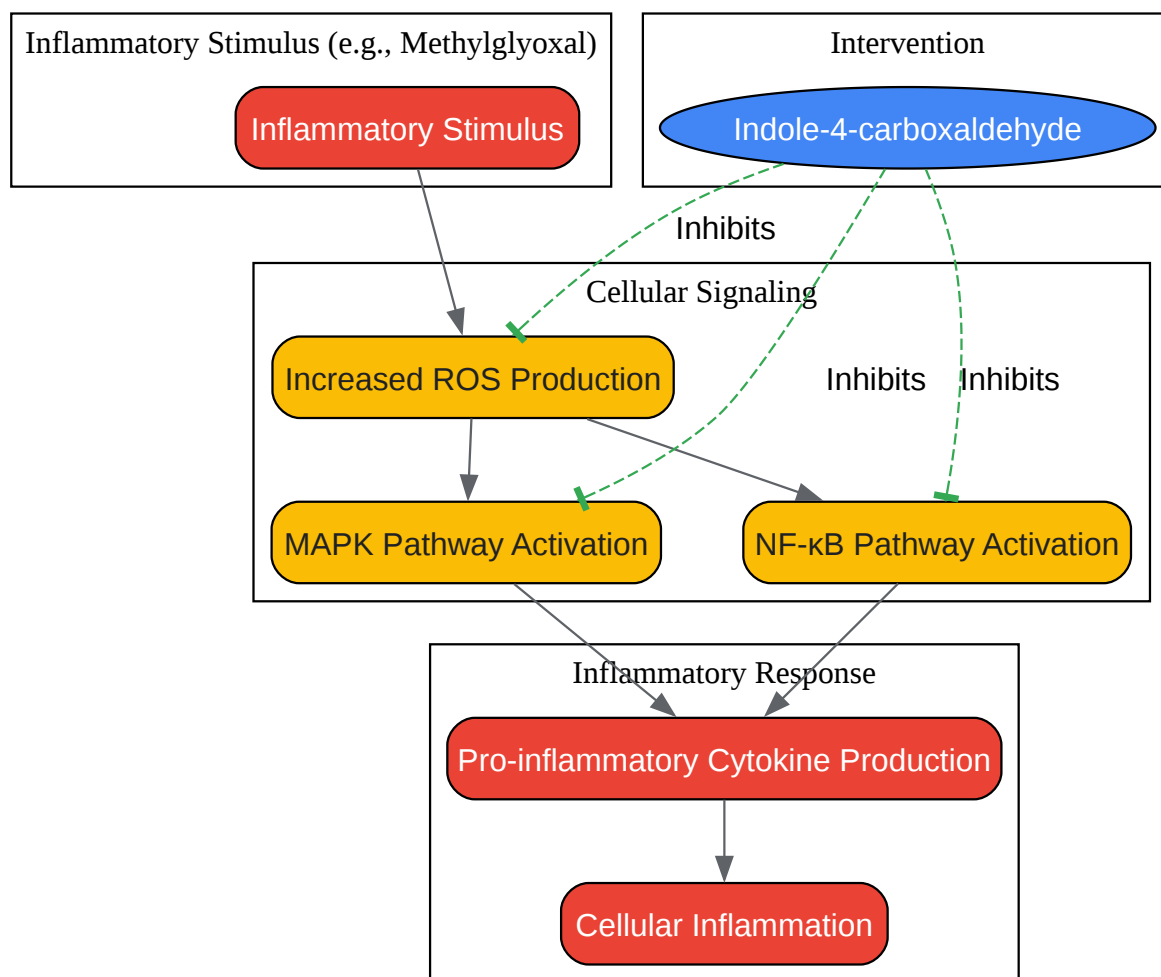 Inflammatory Stimulus (e.g., Methylglyoxal)
Intervention
Inflammatory Stimulus
Indole-4-carboxaldehyde
Inhibits
Cellular Signaling
Increased ROS Production
Inhibits
Inhibits
MAPK Pathway Activation
NF-κB Pathway Activation
Inflammatory Response
Pro-inflammatory Cytokine Production
Cellular Inflammation